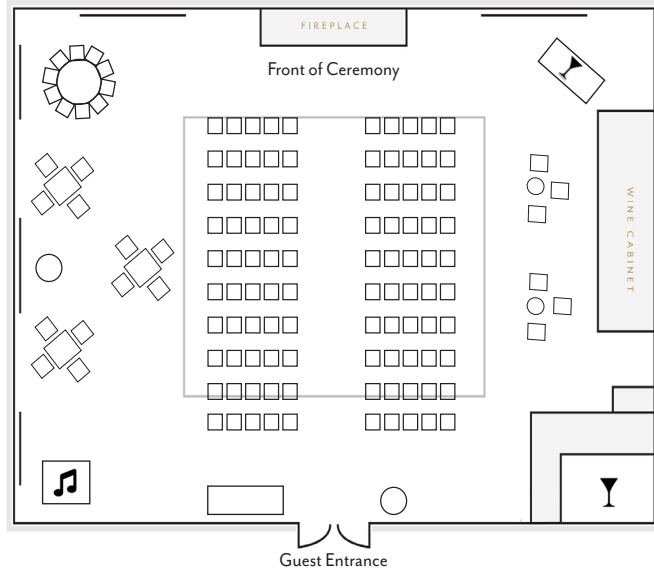 FIREPLACE
Front of Ceremony
WINE CABINET
Guest Entrance